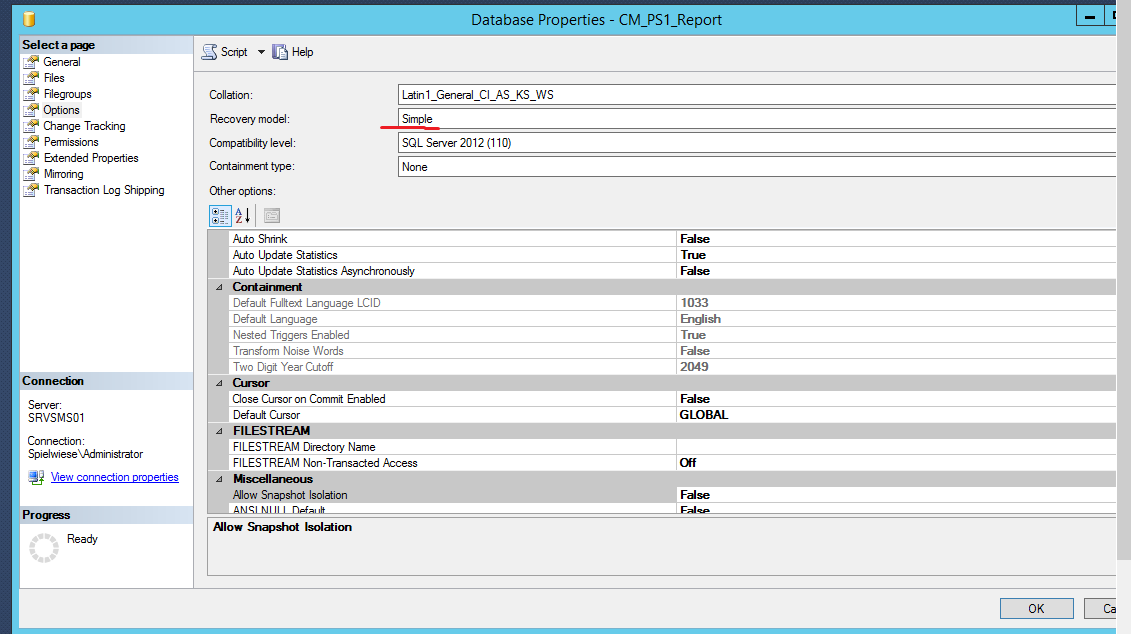 Database Properties - CM_PS1_Report
Select a page
General
Files
Filegroups
Options
Change Tracking
Permissions
Extended Properties
Mirroring
Transaction Log Shipping
Connection
Server:
SRVSMS01
Connection:
Spielwiese\Administrator
View connection properties
Progress
Ready
Script Help
Collation: Latin1_General_CI_AS_KS_WS
Recovery model: Simple
Compatibility level: SQL Server 2012 (110)
Containment type: None
Other options:
Auto Shrink False
Auto Update Statistics True
Auto Update Statistics Asynchronously False
Containment
Default Fulltext Language LCID 1033
Default Language English
Nested Triggers Enabled True
Transform Noise Words False
Two Digit Year Cutoff 2049
Cursor
Close Cursor on Commit Enabled False
Default Cursor GLOBAL
FILESTREAM
FILESTREAM Directory Name
FILESTREAM Non-Transacted Access Off
Miscellaneous
Allow Snapshot Isolation False
ANSI NULL Default False
Allow Snapshot Isolation
OK Ca